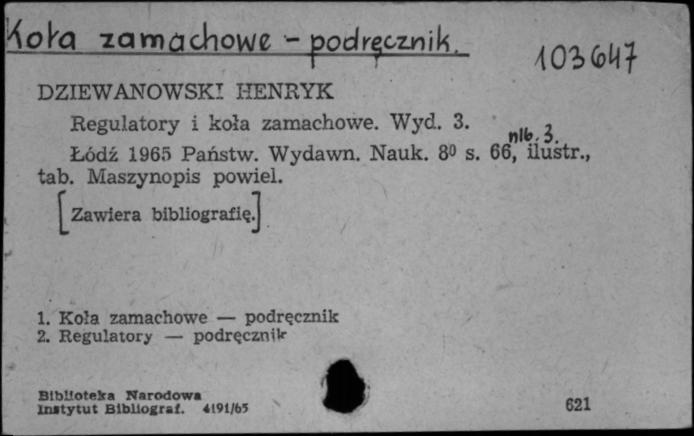 Koła zamachowe - podręcznik.
103647
DZIEWANOWSKI HENRYK
Regulatory i koła zamachowe. Wyd. 3.
nlb. 3.
Łódź 1965 Państw. Wydawn. Nauk. 8⁰ s. 66, ilustr.,
tab. Maszynopis powiel.
[Zawiera bibliografię.]
1. Koła zamachowe — podręcznik
2. Regulatory — podręcznik
Biblioteka Narodowa
Instytut Bibliograf. 4191/65
621